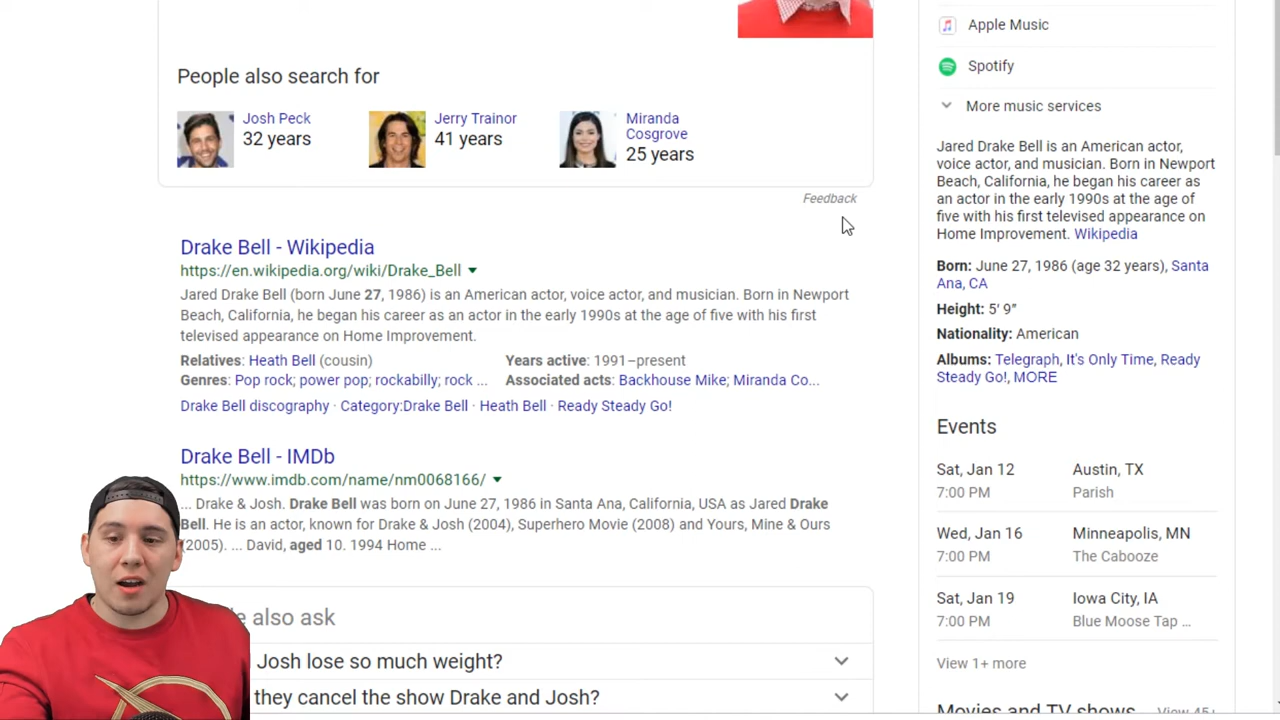 People also search for
Josh Peck
32 years
Jerry Trainor
41 years
Miranda
Cosgrove
25 years
Feedback
Drake Bell - Wikipedia
https://en.wikipedia.org/wiki/Drake_Bell
Jared Drake Bell (born June 27, 1986) is an American actor, voice actor, and musician. Born in Newport
Beach, California, he began his career as an actor in the early 1990s at the age of five with his first
televised appearance on Home Improvement.
Relatives: Heath Bell (cousin)
Years active: 1991–present
Genres: Pop rock; power pop; rockabilly; rock ...
Associated acts: Backhouse Mike; Miranda Co...
Drake Bell discography · Category:Drake Bell · Heath Bell · Ready Steady Go!
Drake Bell - IMDb
https://www.imdb.com/name/nm0068166/
... Drake & Josh. Drake Bell was born on June 27, 1986 in Santa Ana, California, USA as Jared Drake
Bell. He is an actor, known for Drake & Josh (2004), Superhero Movie (2008) and Yours, Mine & Ours
(2005). ... David, aged 10. 1994 Home ...
also ask
Josh lose so much weight?
they cancel the show Drake and Josh?
Apple Music
Spotify
More music services
Jared Drake Bell is an American actor,
voice actor, and musician. Born in Newport
Beach, California, he began his career as
an actor in the early 1990s at the age of
five with his first televised appearance on
Home Improvement. Wikipedia
Born: June 27, 1986 (age 32 years), Santa
Ana, CA
Height: 5′ 9″
Nationality: American
Albums: Telegraph, It's Only Time, Ready
Steady Go!, MORE
Events
Sat, Jan 12
Austin, TX
7:00 PM
Parish
Wed, Jan 16
Minneapolis, MN
7:00 PM
The Cabooze
Sat, Jan 19
Iowa City, IA
7:00 PM
Blue Moose Tap ...
View 1+ more
Movies and TV shows
View 45+